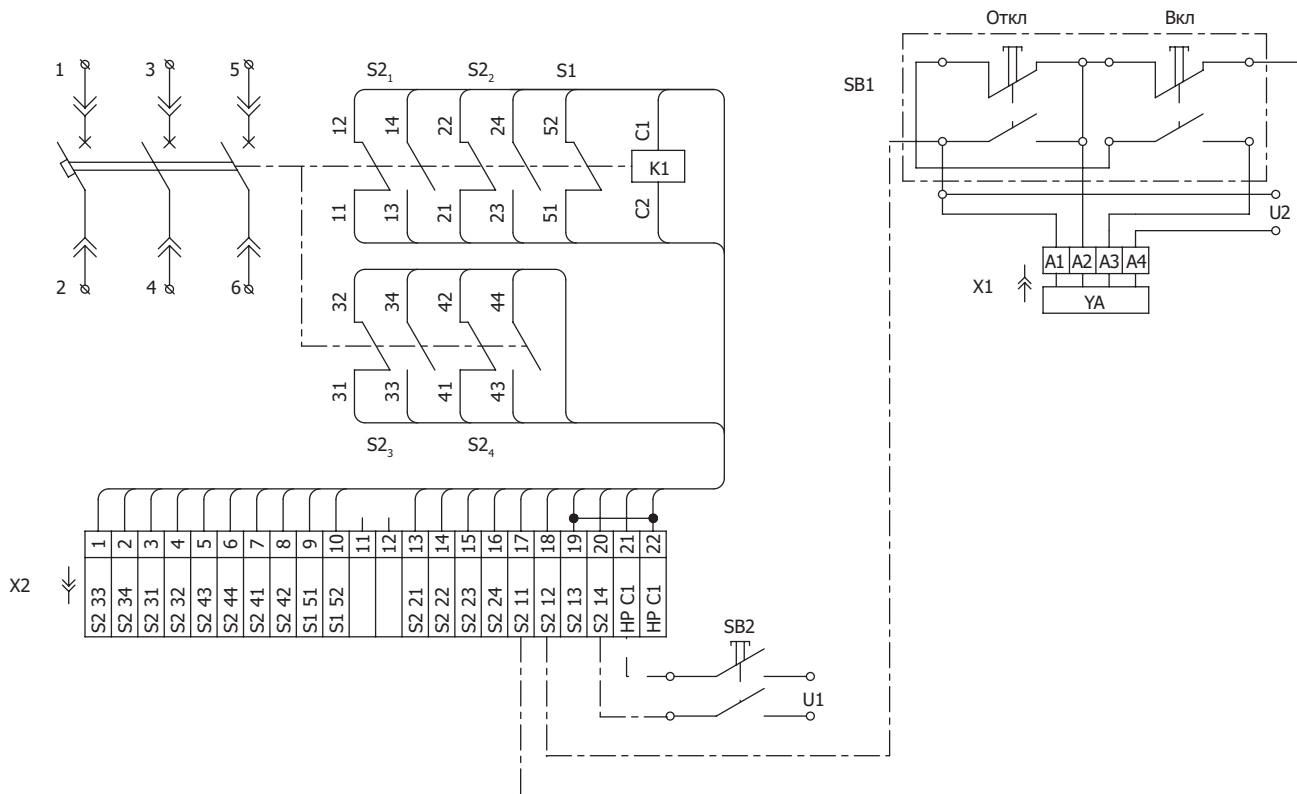 Откл Вкл
1 3 5 S2₁ S2₂ S1
SB1
12 14 22 24 52 C1
K1
11 13 21 23 51 C2
U2
A1 A2 A3 A4
X1
YA
2 4 6
32 34 42 44
31 33 41 43
S2₃ S2₄
1 2 3 4 5 6 7 8 9 10 11 12 13 14 15 16 17 18 19 20 21 22
X2
S2 33 S2 34 S2 31 S2 32 S2 43 S2 44 S2 41 S2 42 S1 51 S1 52 S2 21 S2 22 S2 23 S2 24 S2 11 S2 12 S2 13 S2 14 HP C1 HP C1
SB2
U1